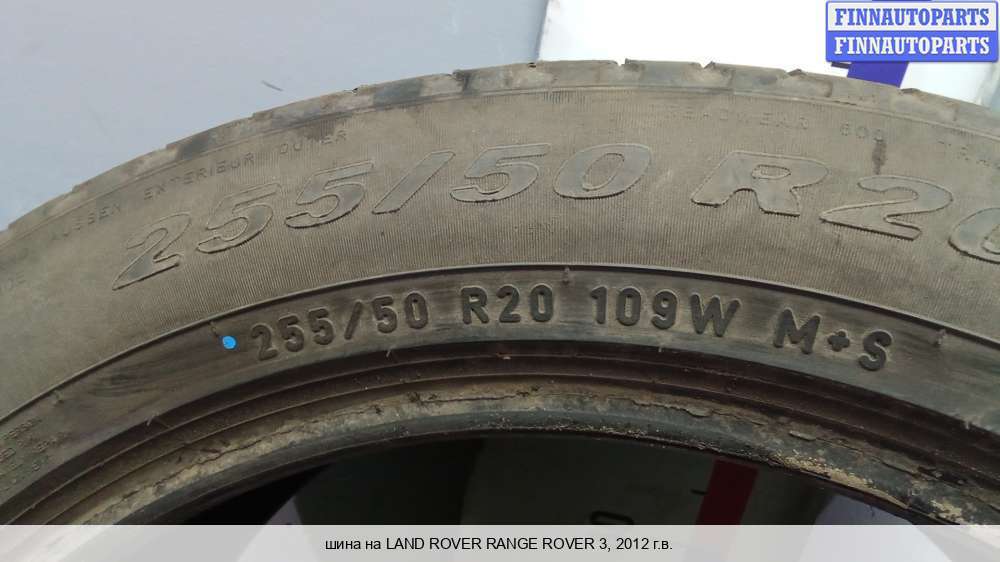 FINNAUTOPARTS
FINNAUTOPARTS
TREADWEAR 600
AUSSEN EXTERIEUR OUTER
255/50 R20
255/50 R20 109W M+S
шина на LAND ROVER RANGE ROVER 3, 2012 г.в.